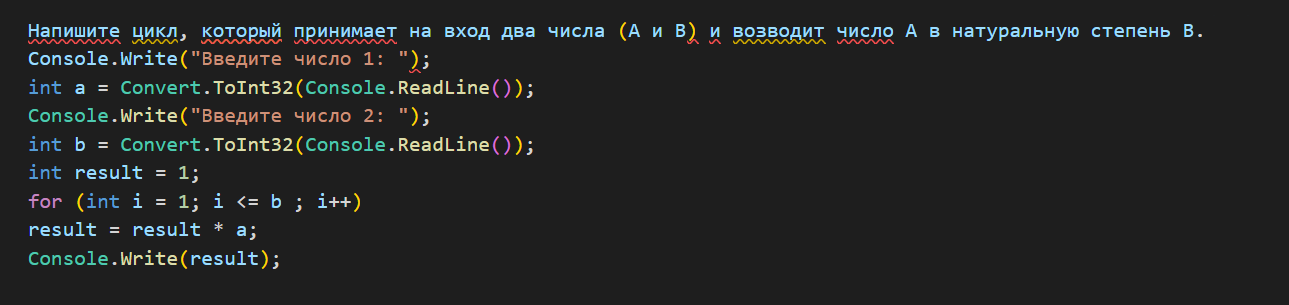 Напишите цикл, который принимает на вход два числа (A и B) и возводит число A в натуральную степень B.
Console.Write("Введите число 1: ");
int a = Convert.ToInt32(Console.ReadLine());
Console.Write("Введите число 2: ");
int b = Convert.ToInt32(Console.ReadLine());
int result = 1;
for (int i = 1; i <= b ; i++)
result = result * a;
Console.Write(result);